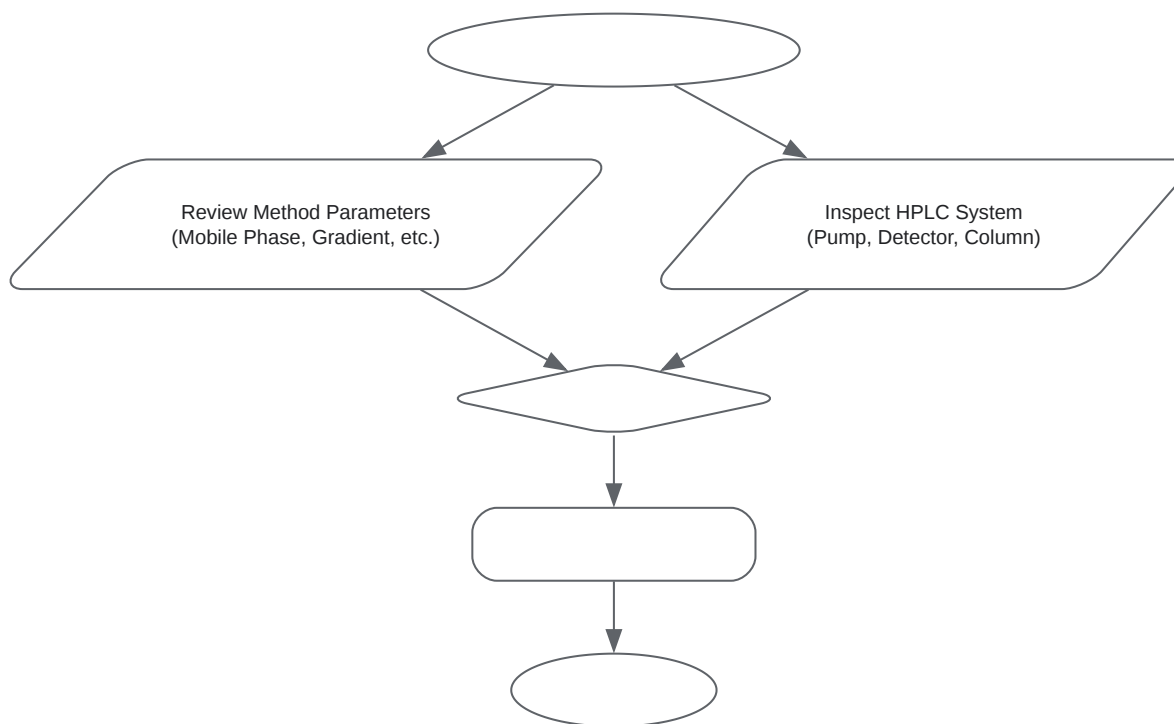 Review Method Parameters
(Mobile Phase, Gradient, etc.)
Inspect HPLC System
(Pump, Detector, Column)